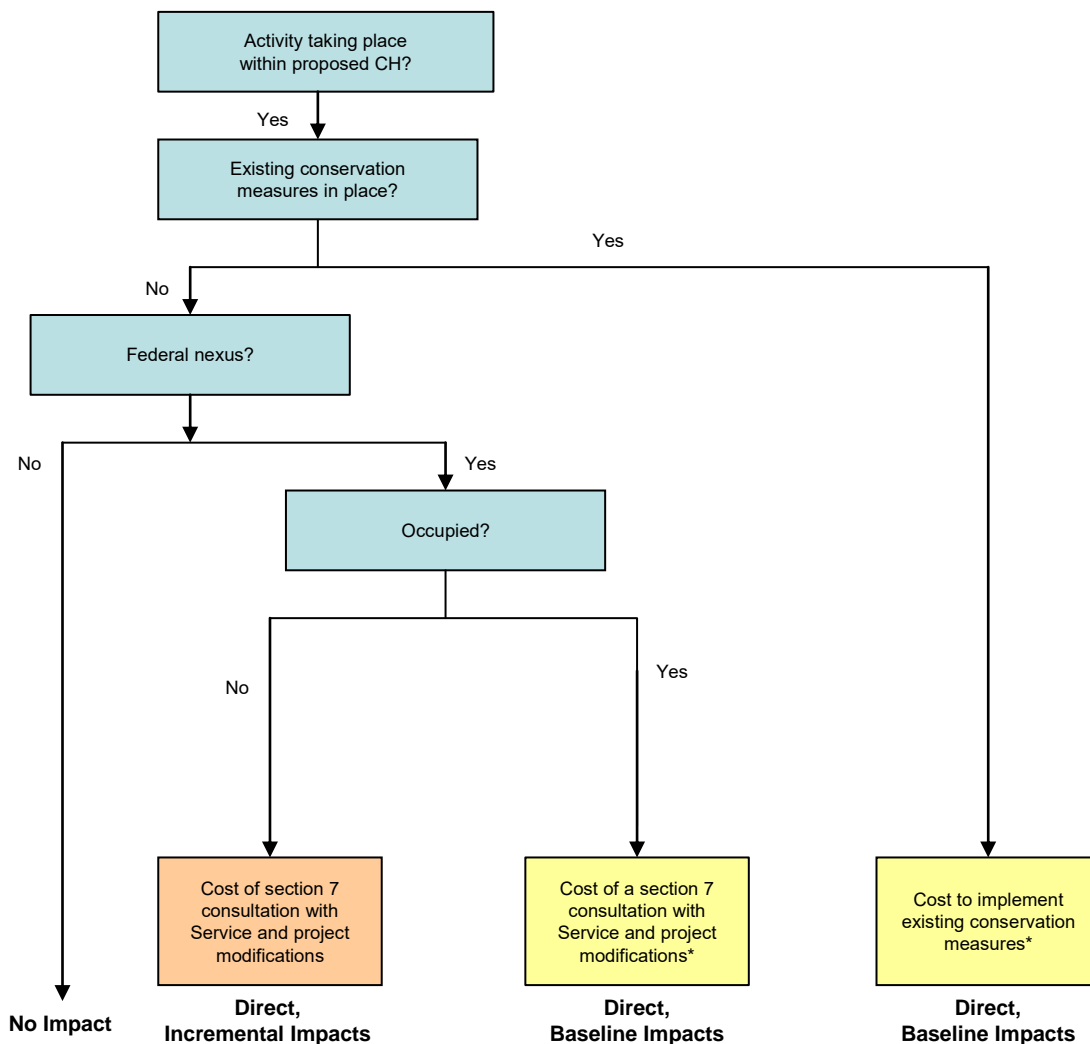 Activity taking place
within proposed CH?
Yes
Existing conservation
measures in place?
Yes
No
Federal nexus?
No
Yes
Occupied?
No
Yes
Cost of section 7
consultation with
Service and project
modifications
Cost of a section 7
consultation with
Service and project
modifications*
Cost to implement
existing conservation
measures*
No Impact
Direct,
Incremental Impacts
Direct,
Baseline Impacts
Direct,
Baseline Impacts